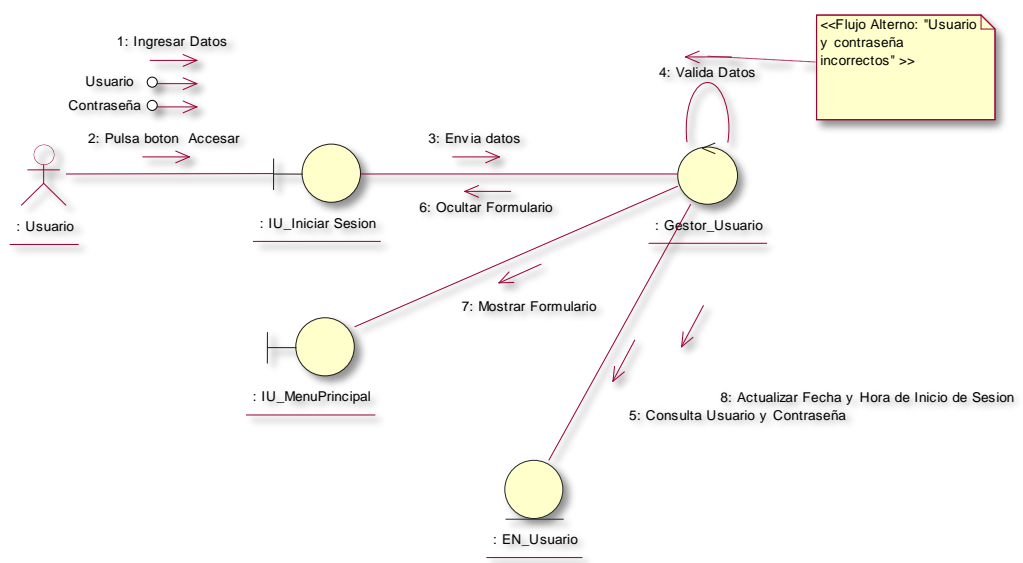 1: Ingresar Datos
Usuario
Contraseña
2: Pulsa boton Accesar
: Usuario
: IU_Iniciar Sesion
3: Envia datos
6: Ocultar Formulario
4: Valida Datos
<<Flujo Alterno: "Usuario
y contraseña
incorrectos" >>
: Gestor_Usuario
7: Mostrar Formulario
: IU_MenuPrincipal
8: Actualizar Fecha y Hora de Inicio de Sesion
5: Consulta Usuario y Contraseña
: EN_Usuario